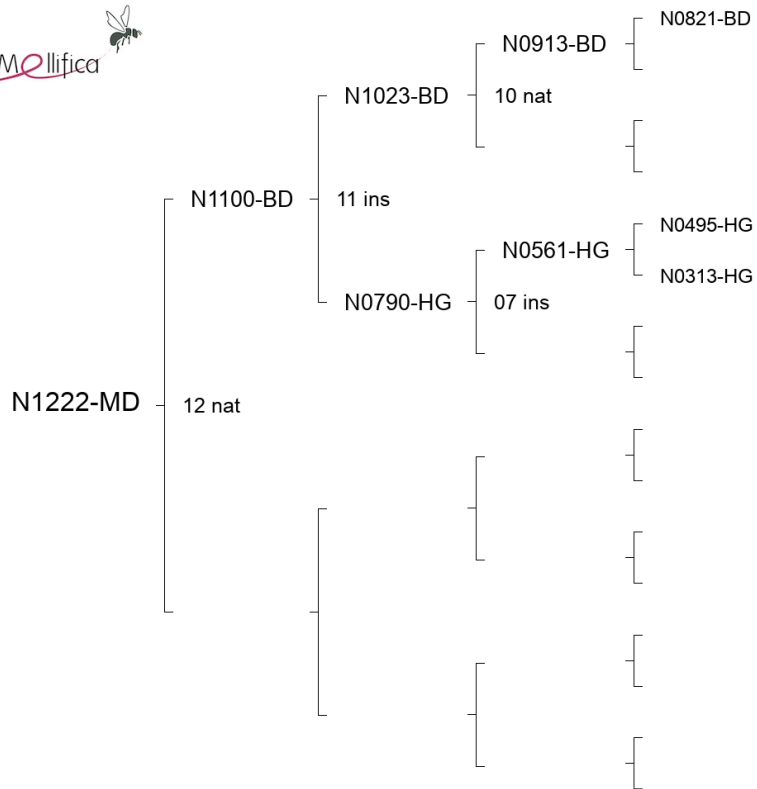 Mellifica
N0821-BD
N0913-BD
N1023-BD
10 nat
N1100-BD
11 ins
N0495-HG
N0561-HG
N0313-HG
N0790-HG
07 ins
N1222-MD
12 nat